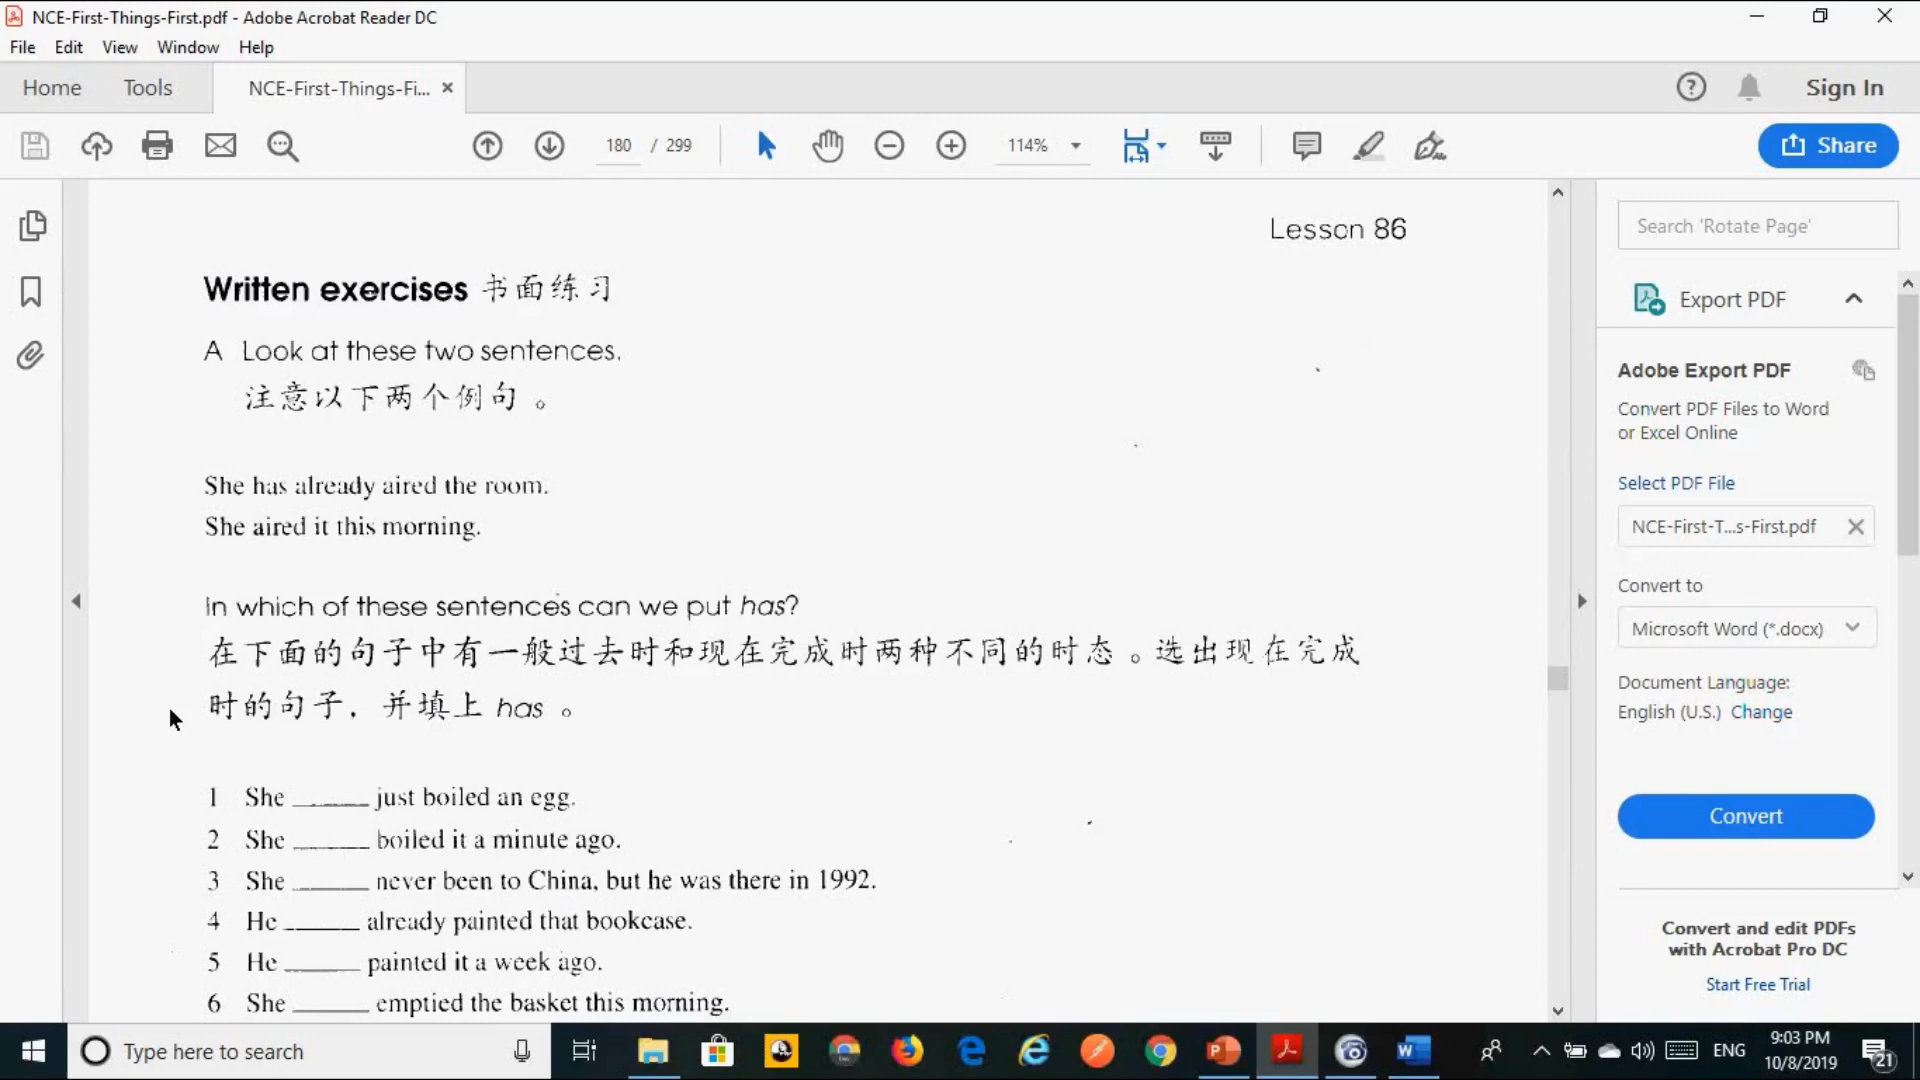 NCE-First-Things-First.pdf - Adobe Acrobat Reader DC
File Edit View Window Help
Home Tools NCE-First-Things-Fi... ×
Sign In
180 / 299
114%
Share
Lesson 86
Written exercises 书面练习
A Look at these two sentences.
注意以下两个例句。
She has already aired the room.
She aired it this morning.
In which of these sentences can we put has?
在下面的句子中有一般过去时和现在完成时两种不同的时态。选出现在完成
时的句子，并填上 has 。
1 She ______ just boiled an egg.
2 She ______ boiled it a minute ago.
3 She ______ never been to China, but he was there in 1992.
4 He ______ already painted that bookcase.
5 He ______ painted it a week ago.
6 She ______ emptied the basket this morning.
Search 'Rotate Page'
Export PDF
Adobe Export PDF
Convert PDF Files to Word
or Excel Online
Select PDF File
NCE-First-T...s-First.pdf
Convert to
Microsoft Word (*.docx)
Document Language:
English (U.S.) Change
Convert
Convert and edit PDFs
with Acrobat Pro DC
Start Free Trial
Type here to search
ENG
9:03 PM
10/8/2019
21